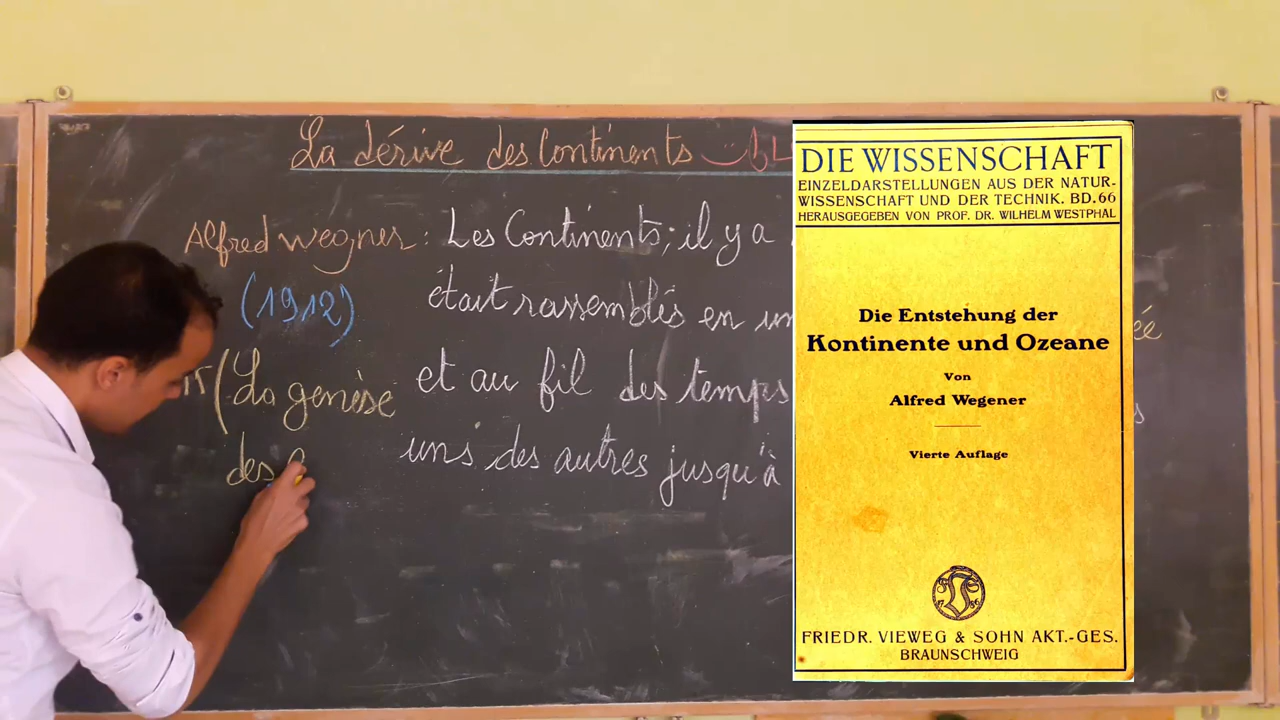 La dérive des Continents
Alfred wegner: Les Continents; il y a
(1912)
était rassemblés en un
ée
(La genèse
et au fil des temps
des
uns des autres jusqu'à
s
DIE WISSENSCHAFT
EINZELDARSTELLUNGEN AUS DER NATUR-
WISSENSCHAFT UND DER TECHNIK. BD. 66
HERAUSGEGEBEN VON PROF. DR. WILHELM WESTPHAL
Die Entstehung der
Kontinente und Ozeane
Von
Alfred Wegener
Vierte Auflage
FRIEDR. VIEWEG & SOHN AKT.-GES.
BRAUNSCHWEIG